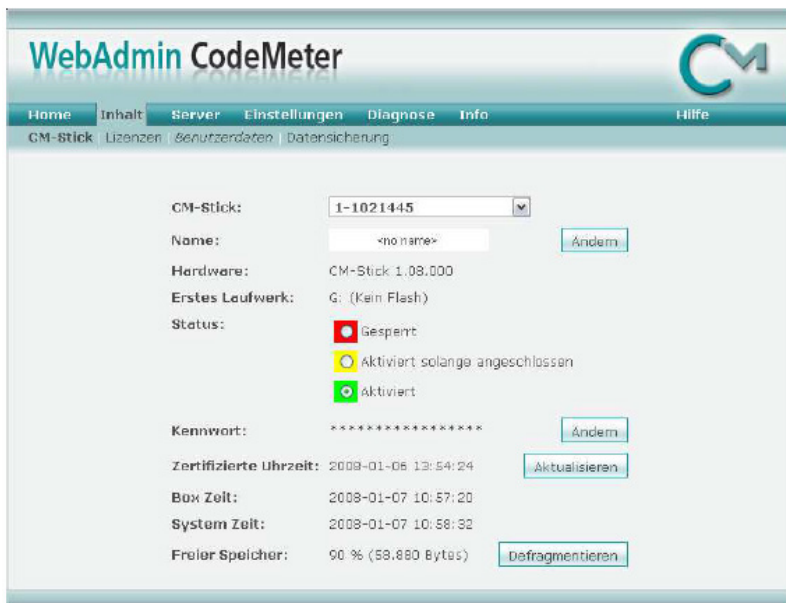 WebAdmin CodeMeter
CM
Home Inhalt Server Einstellungen Diagnose Info Hilfe
CM-Stick | Lizenzen | Benutzerdaten | Datensicherung
CM-Stick: 1-1021445
Name: <no name> Ändern
Hardware: CM-Stick 1.08.000
Erstes Laufwerk: G: (Kein Flash)
Status: Gesperrt
Aktiviert solange angeschlossen
Aktiviert
Kennwort: ***************** Ändern
Zertifizierte Uhrzeit: 2008-01-06 13:54:24 Aktualisieren
Box Zeit: 2008-01-07 10:57:20
System Zeit: 2008-01-07 10:58:32
Freier Speicher: 90 % (58.880 Bytes) Defragmentieren